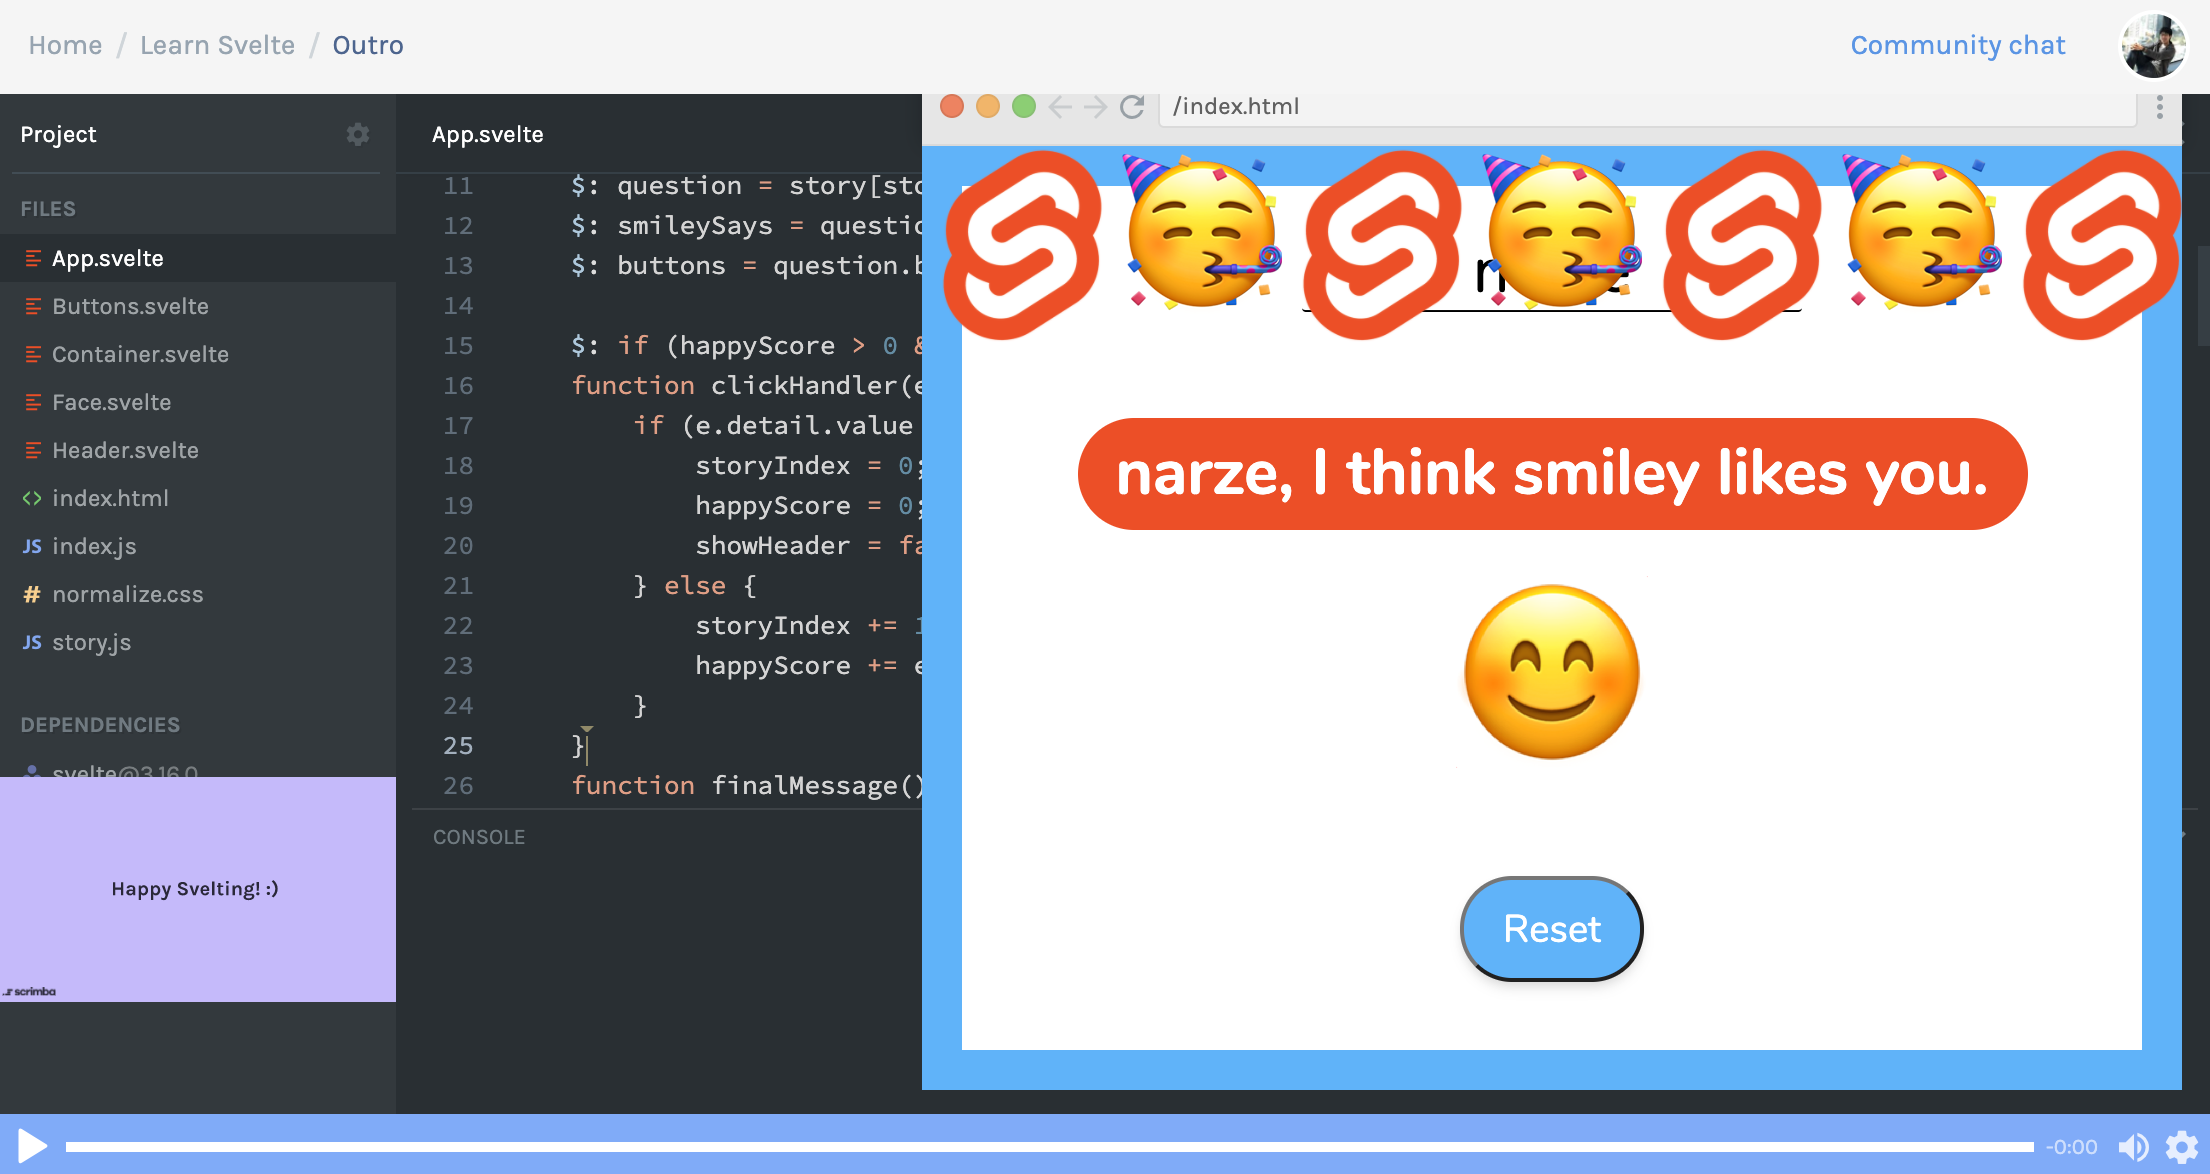 Home / Learn Svelte / Outro
Community chat
Project
FILES
App.svelte
Buttons.svelte
Container.svelte
Face.svelte
Header.svelte
index.html
JS index.js
# normalize.css
JS story.js
DEPENDENCIES
svelte@3.16.0
Happy Svelting! :)
scrimba
App.svelte
11 $: question = story[sto
12 $: smileySays = questio
13 $: buttons = question.b
14
15 $: if (happyScore > 0 &
16 function clickHandler(e
17 if (e.detail.value
18 storyIndex = 0;
19 happyScore = 0;
20 showHeader = fa
21 } else {
22 storyIndex += 1
23 happyScore += e
24 }
25 }
26 function finalMessage()
CONSOLE
/index.html
narze, I think smiley likes you.
Reset
-0:00